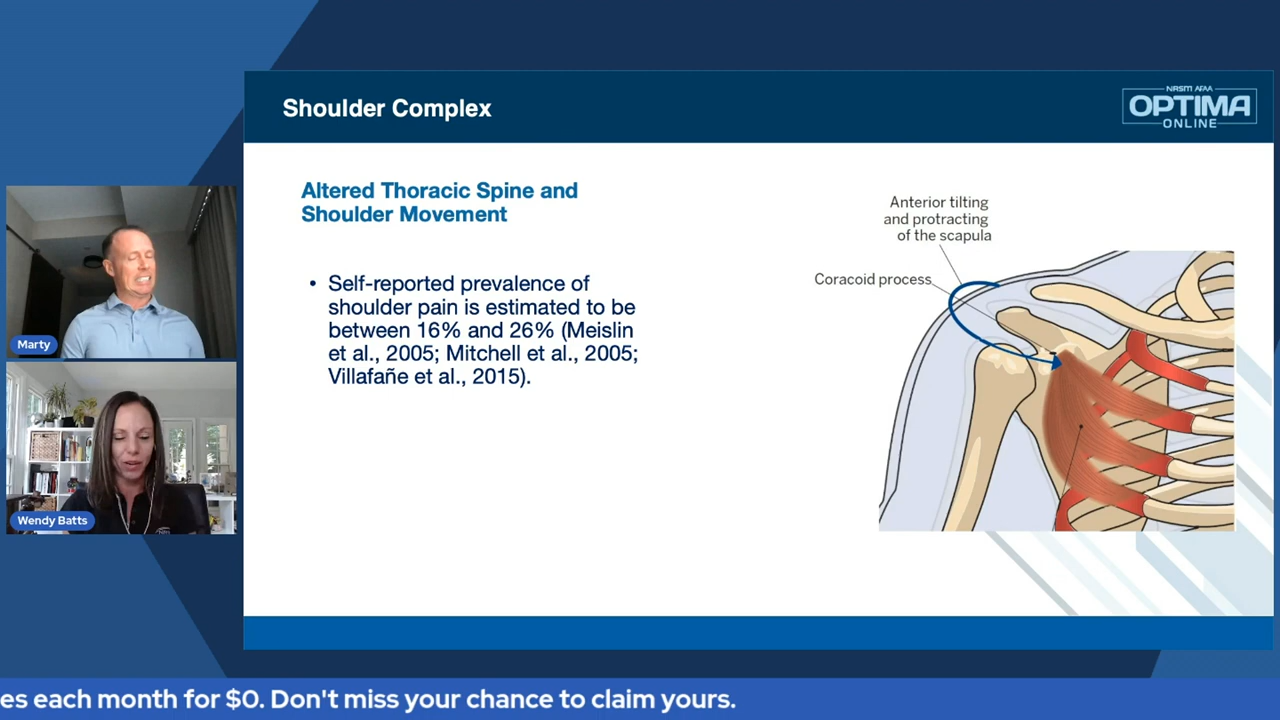 Shoulder Complex
NASM AFAA
OPTIMA
ONLINE
Altered Thoracic Spine and
Shoulder Movement
• Self-reported prevalence of
shoulder pain is estimated to be
between 16% and 26% (Meislin
et al., 2005; Mitchell et al., 2005;
Villafañe et al., 2015).
Anterior tilting
and protracting
of the scapula
Coracoid process
Marty
Wendy Batts
es each month for $0. Don't miss your chance to claim yours.